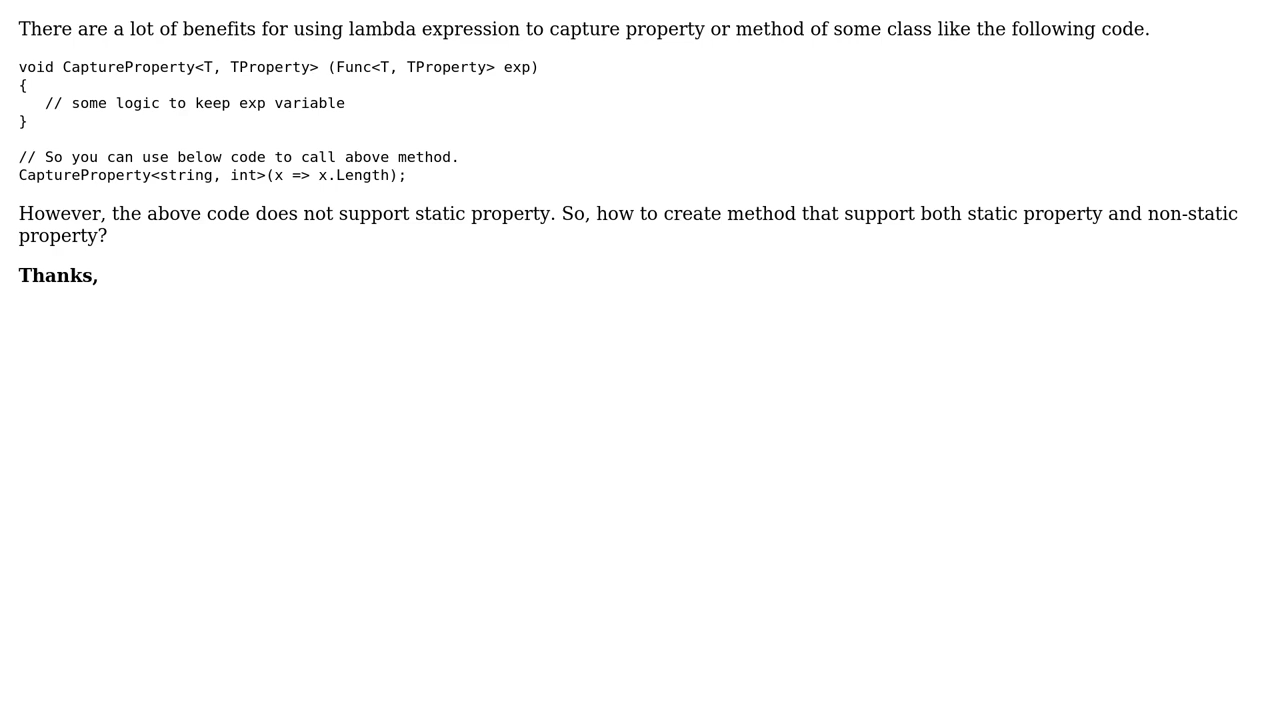 There are a lot of benefits for using lambda expression to capture property or method of some class like the following code.
void CaptureProperty<T, TProperty> (Func<T, TProperty> exp)
{
   // some logic to keep exp variable
}
// So you can use below code to call above method.
CaptureProperty<string, int>(x => x.Length);
However, the above code does not support static property. So, how to create method that support both static property and non-static
property?
Thanks,